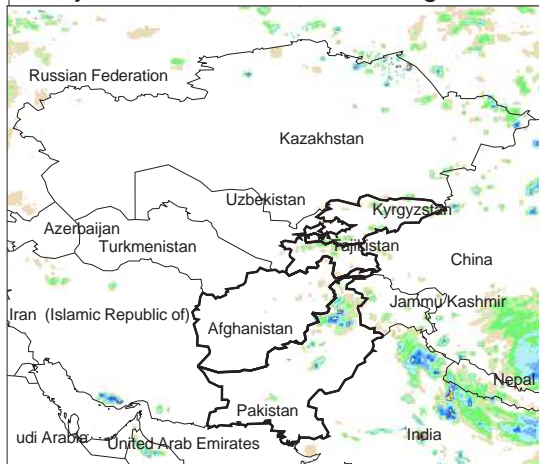 Russian Federation
Kazakhstan
Uzbekistan
Kyrgyzstan
Azerbaijan
Turkmenistan
Tajikistan
China
Jammu Kashmir
Iran (Islamic Republic of)
Afghanistan
Nepal
Pakistan
India
udi Arabia
United Arab Emirates